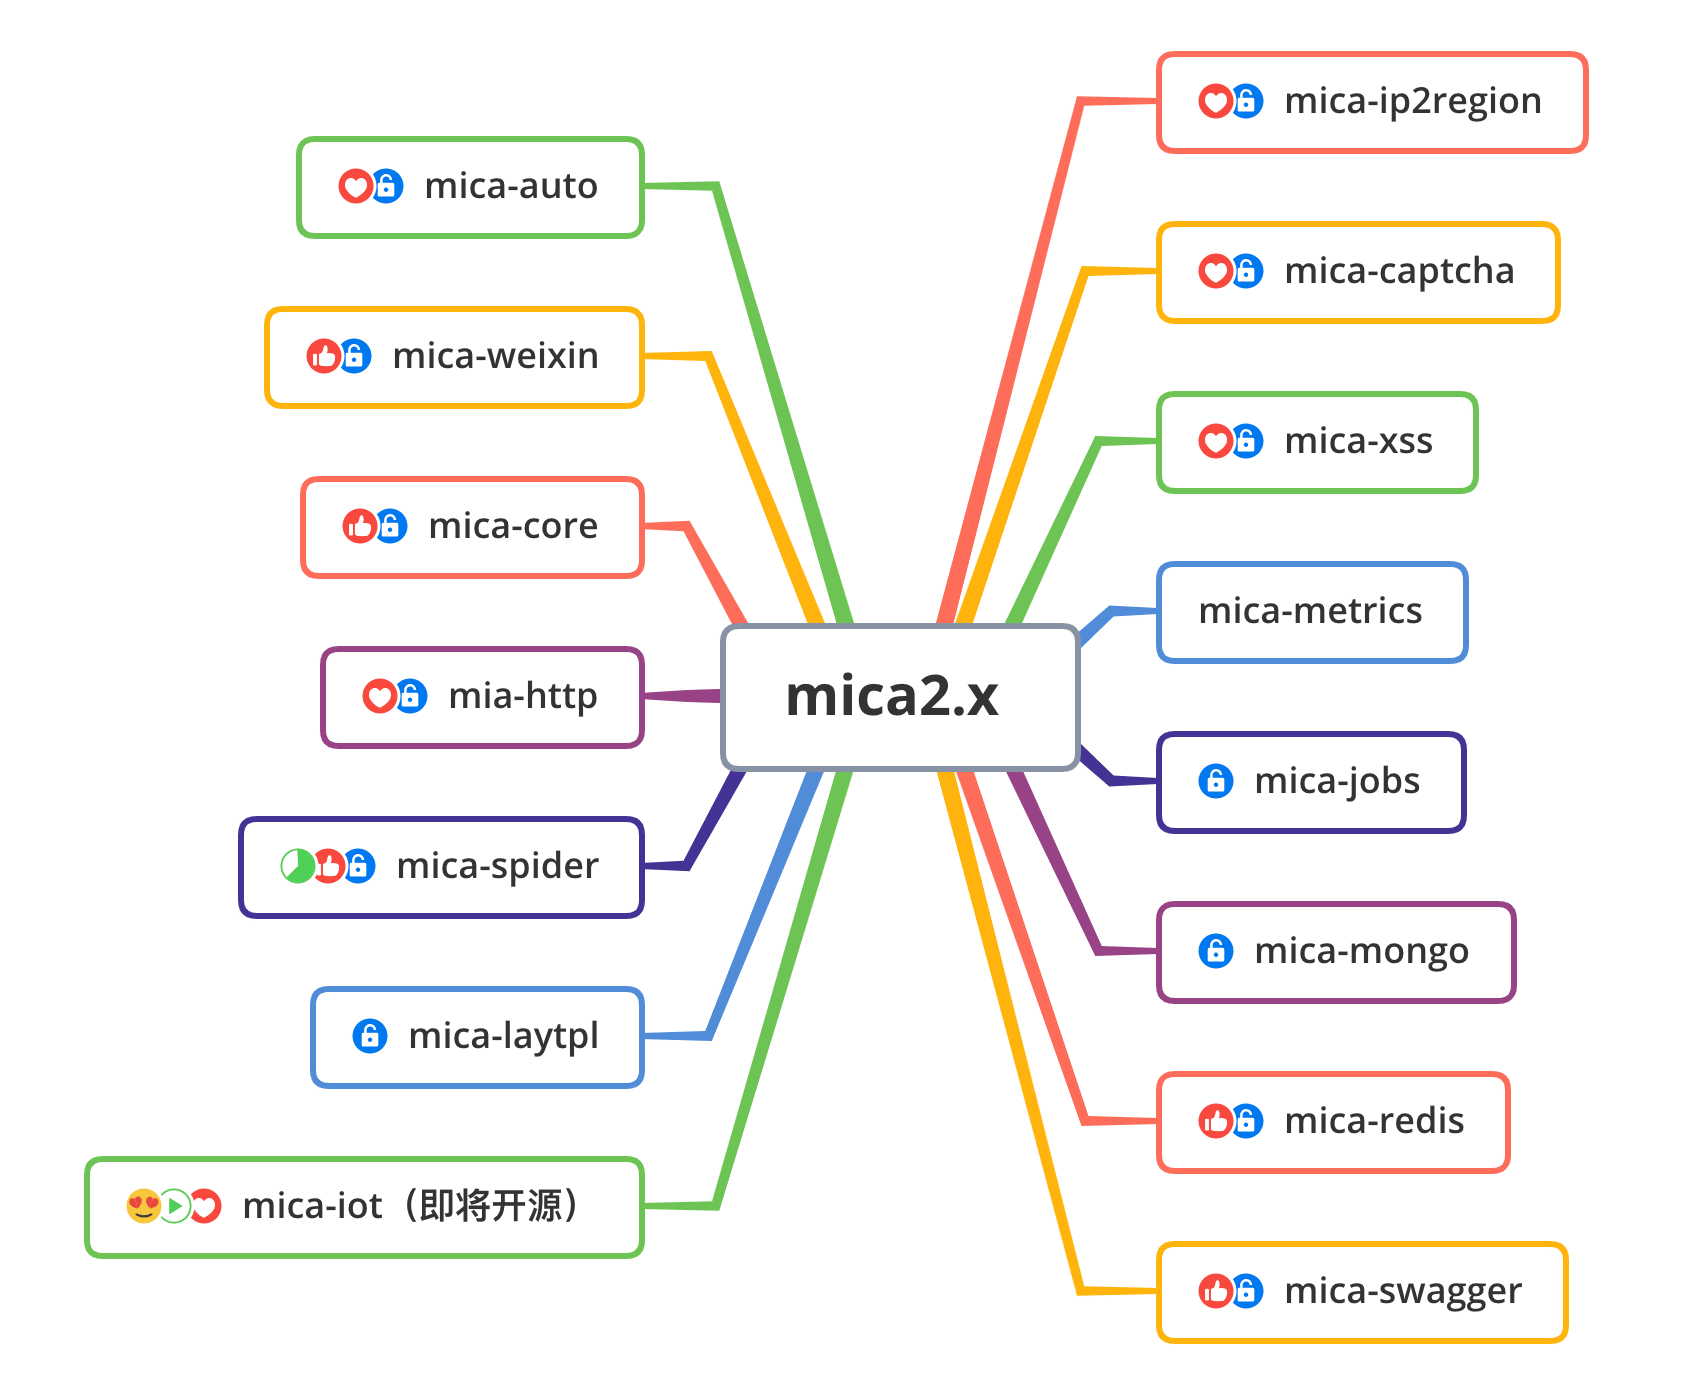 mica2.x
mica-ip2region
mica-captcha
mica-xss
mica-metrics
mica-jobs
mica-mongo
mica-redis
mica-swagger
mica-auto
mica-weixin
mica-core
mia-http
mica-spider
mica-laytpl
mica-iot（即将开源）